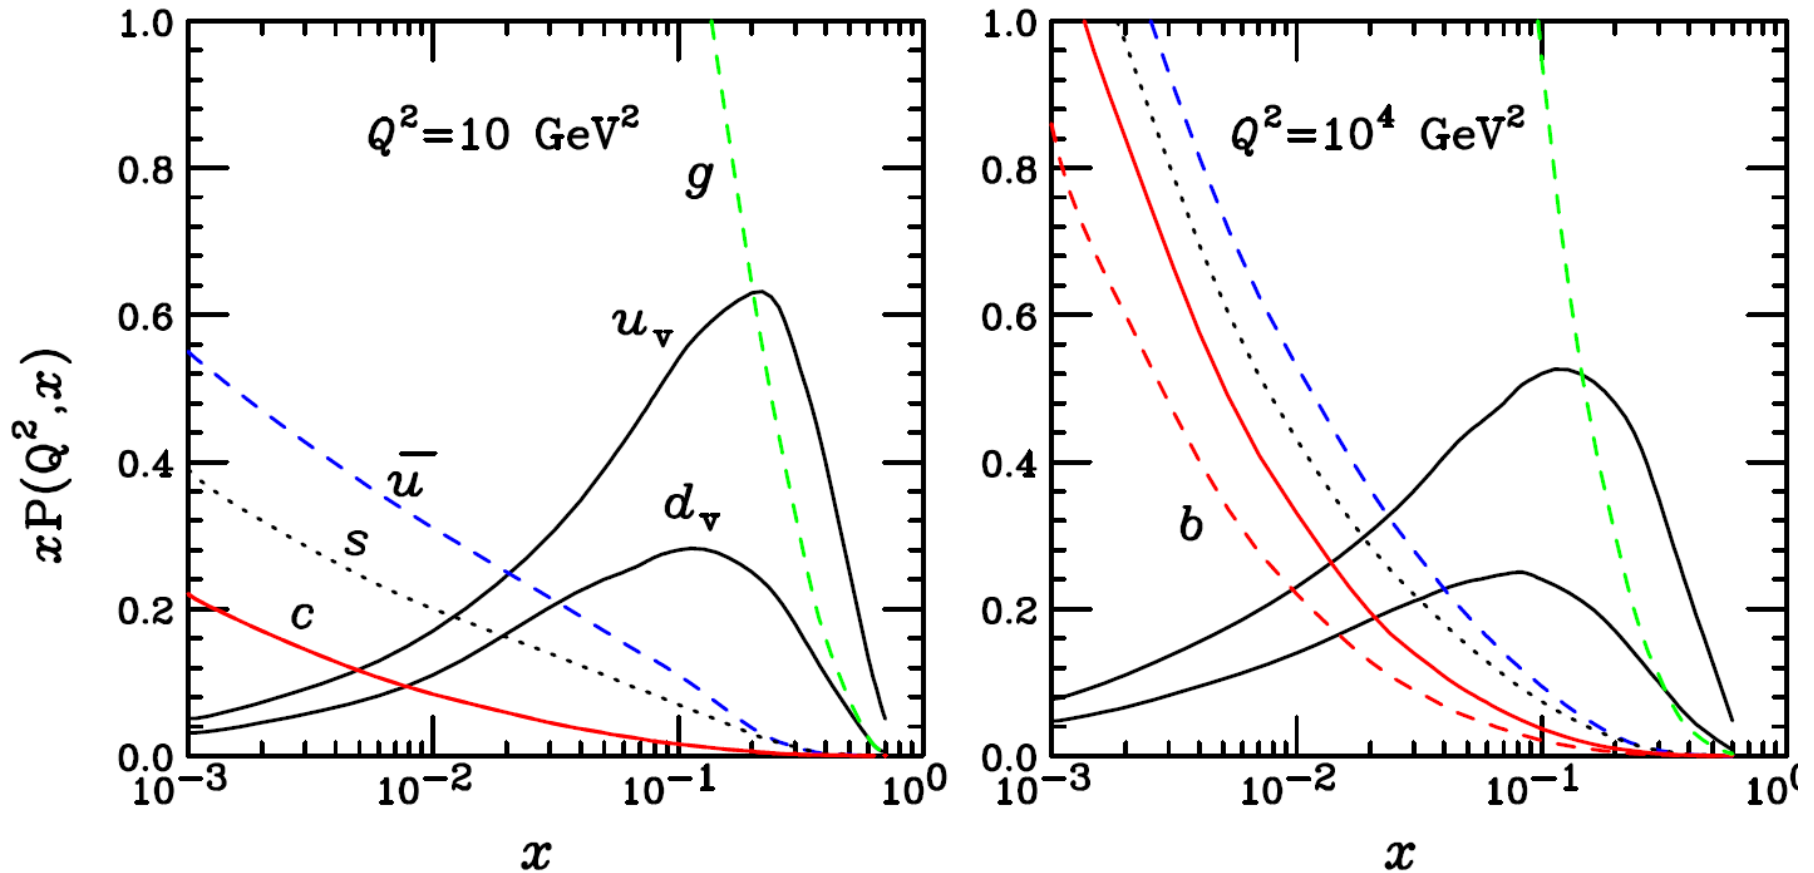 xP(Q²,x)
1.0
0.8
0.6
0.4
0.2
0.0
Q²=10 GeV²
g
u_v
ū
d_v
s
c
10⁻³ 10⁻² 10⁻¹ 10⁰
x
1.0
0.8
0.6
0.4
0.2
0.0
Q²=10⁴ GeV²
b
10⁻³ 10⁻² 10⁻¹ 10
x